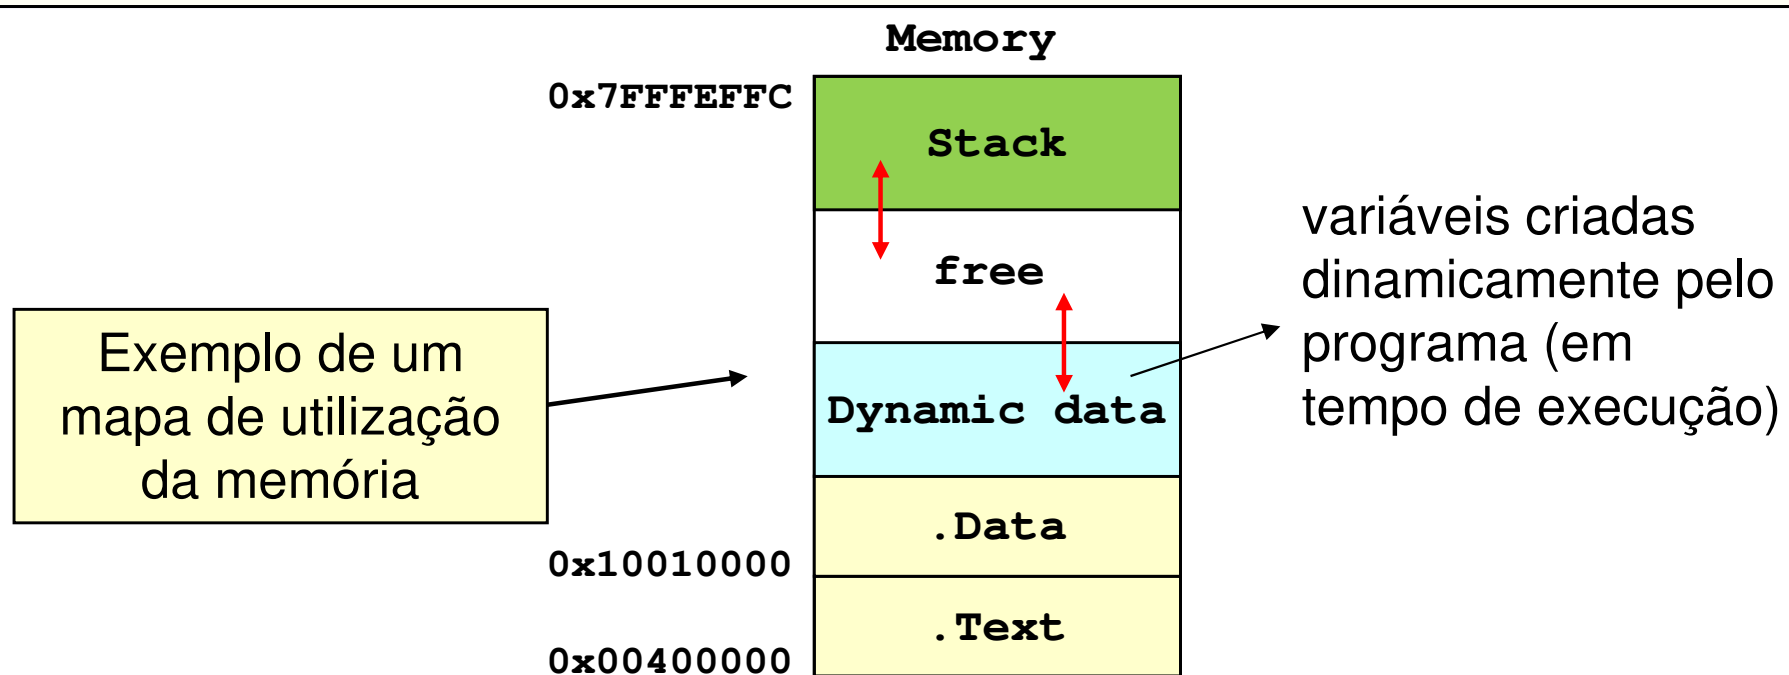 Memory
0x7FFFEFFC
Stack
free
Dynamic data
.Data
0x10010000
.Text
0x00400000
Exemplo de um
mapa de utilização
da memória
variáveis criadas
dinamicamente pelo
programa (em
tempo de execução)